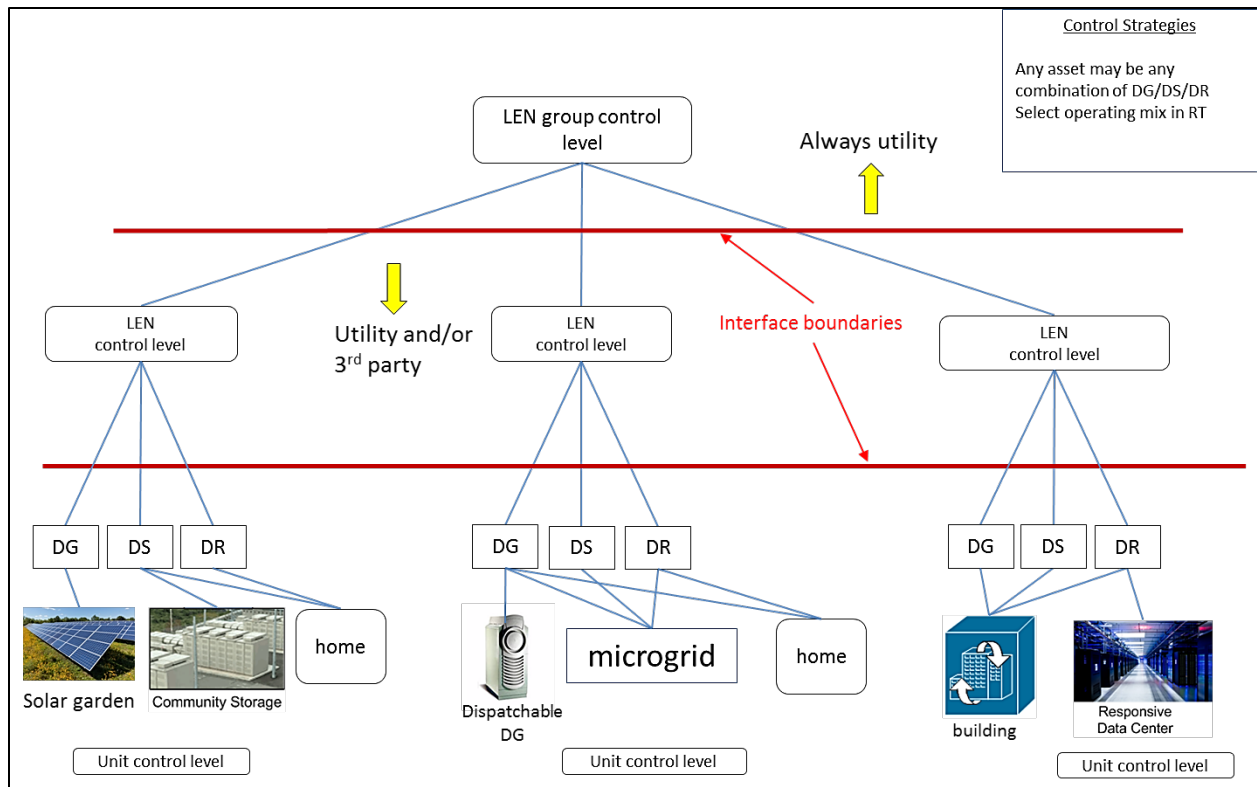 Control Strategies
Any asset may be any
combination of DG/DS/DR
Select operating mix in RT
LEN group control
level
Always utility
LEN
control level
Utility and/or
3rd party
LEN
control level
Interface boundaries
LEN
control level
DG
DS
DR
DG
DS
DR
DG
DS
DR
Solar garden
Community Storage
home
Dispatchable
DG
microgrid
home
building
Responsive
Data Center
Unit control level
Unit control level
Unit control level